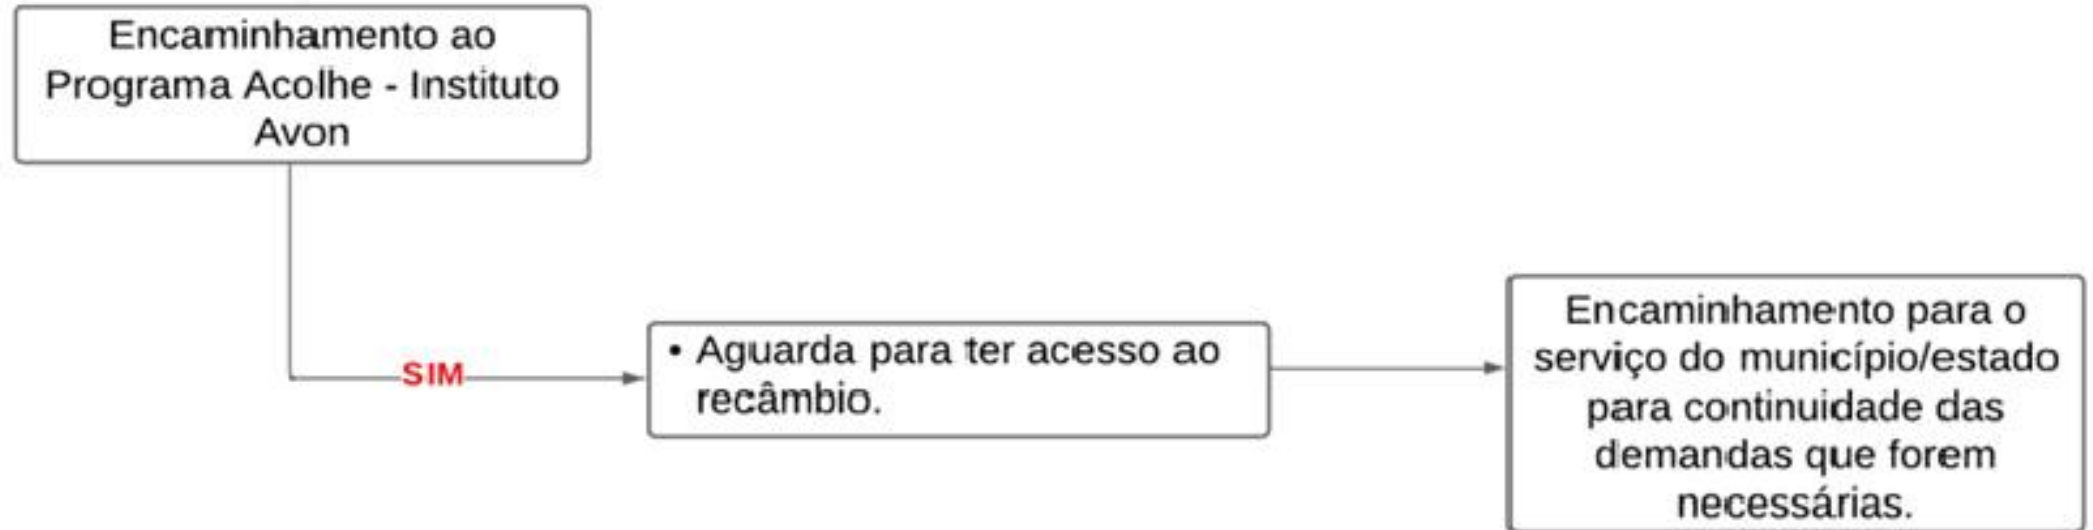 Encaminhamento ao
Programa Acolhe - Instituto
Avon
SIM
• Aguarda para ter acesso ao
recâmbio.
Encaminhamento para o
serviço do município/estado
para continuidade das
demandas que forem
necessárias.